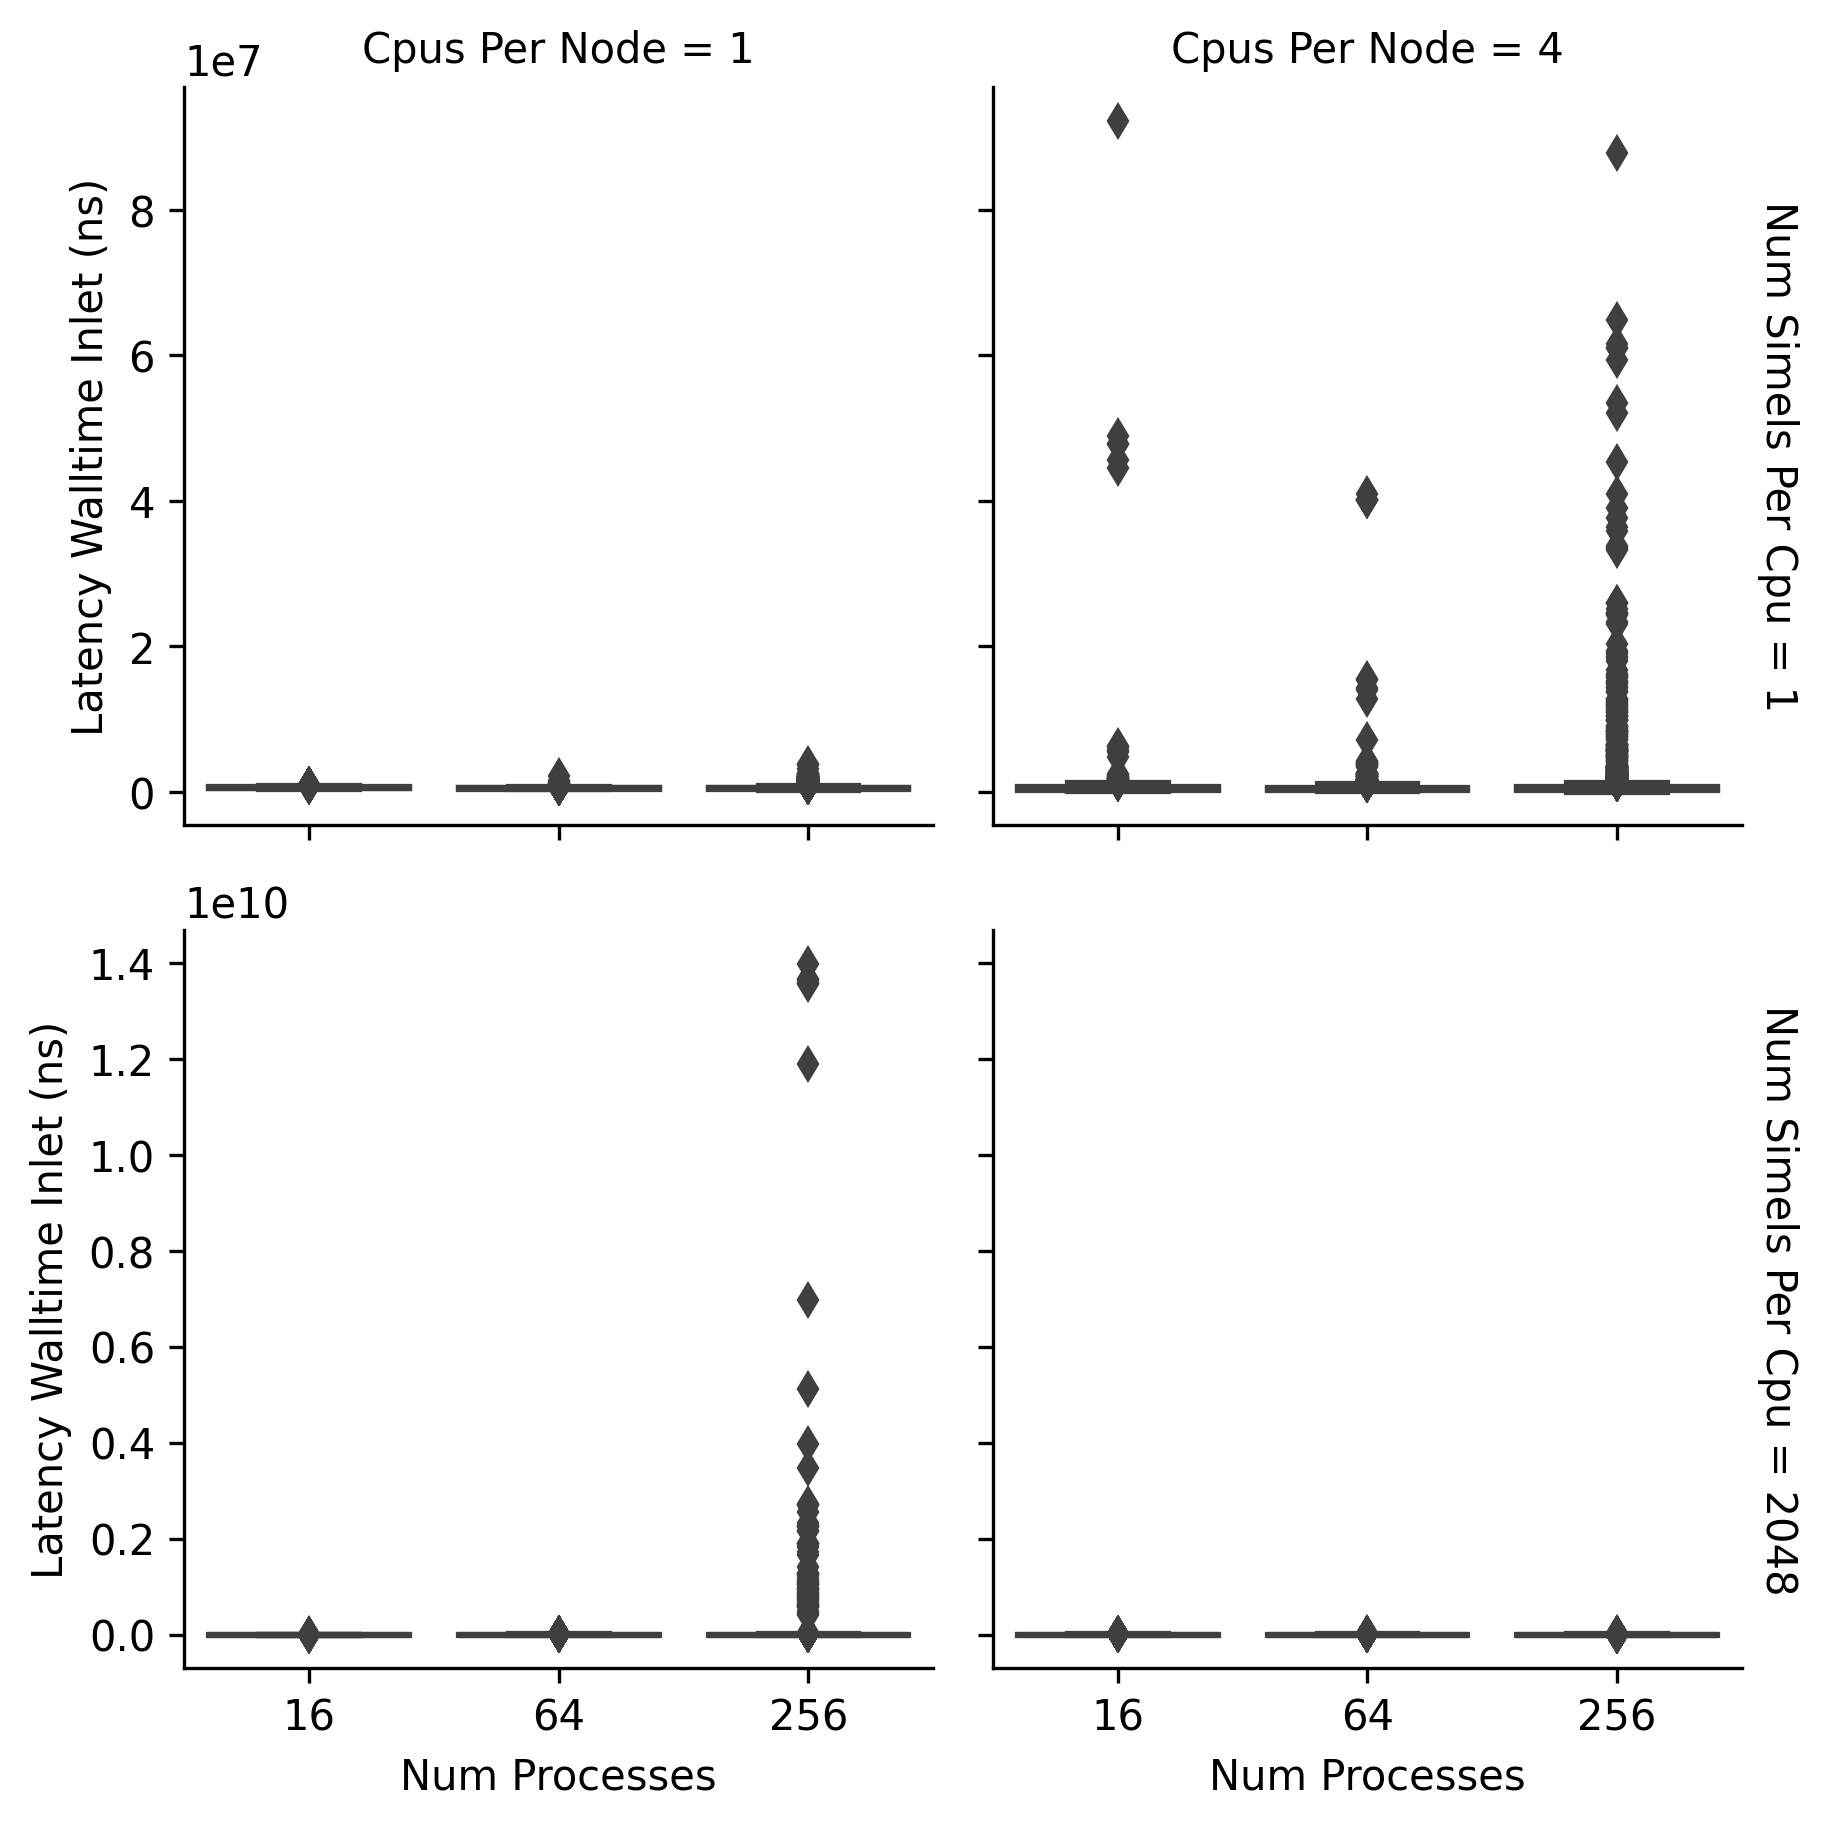 Cpus Per Node = 1
Cpus Per Node = 4
1e7
Latency Walltime Inlet (ns)
8
6
4
2
0
Num Simels Per Cpu = 1
1e10
Latency Walltime Inlet (ns)
1.4
1.2
1.0
0.8
0.6
0.4
0.2
0.0
Num Simels Per Cpu = 2048
16 64 256
16 64 256
Num Processes
Num Processes